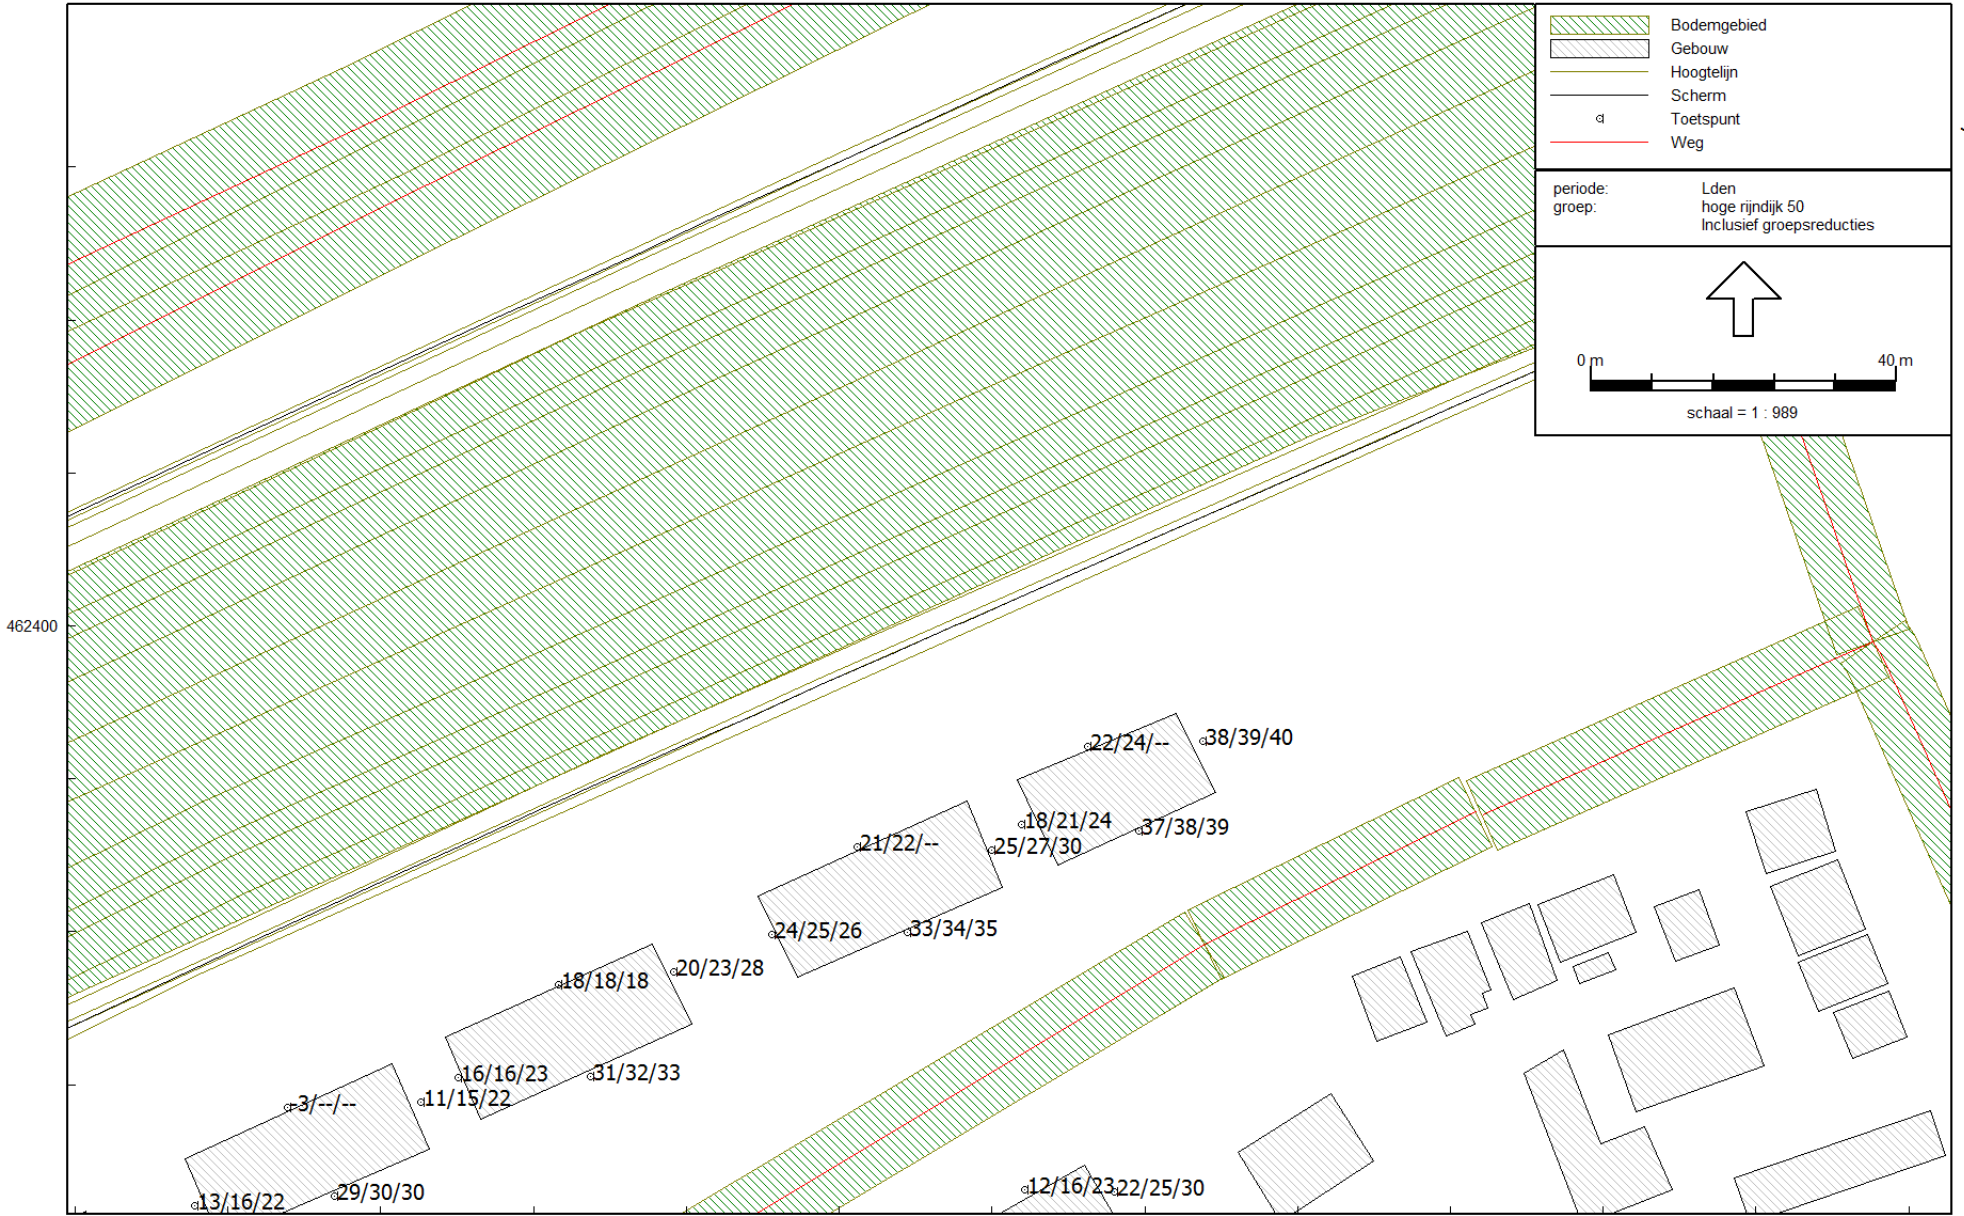 Bodemgebied
Gebouw
Hoogtelijn
Scherm
Toetspunt
Weg
periode: Lden
groep: hoge rijndijk 50
Inclusief groepsreducties
0 m 40 m
schaal = 1 : 989
462400
22/24/--
38/39/40
18/21/24
37/38/39
21/22/--
25/27/30
24/25/26
33/34/35
18/18/18
20/23/28
16/16/23
31/32/33
-3/--/--
11/15/22
13/16/22
29/30/30
12/16/23
22/25/30